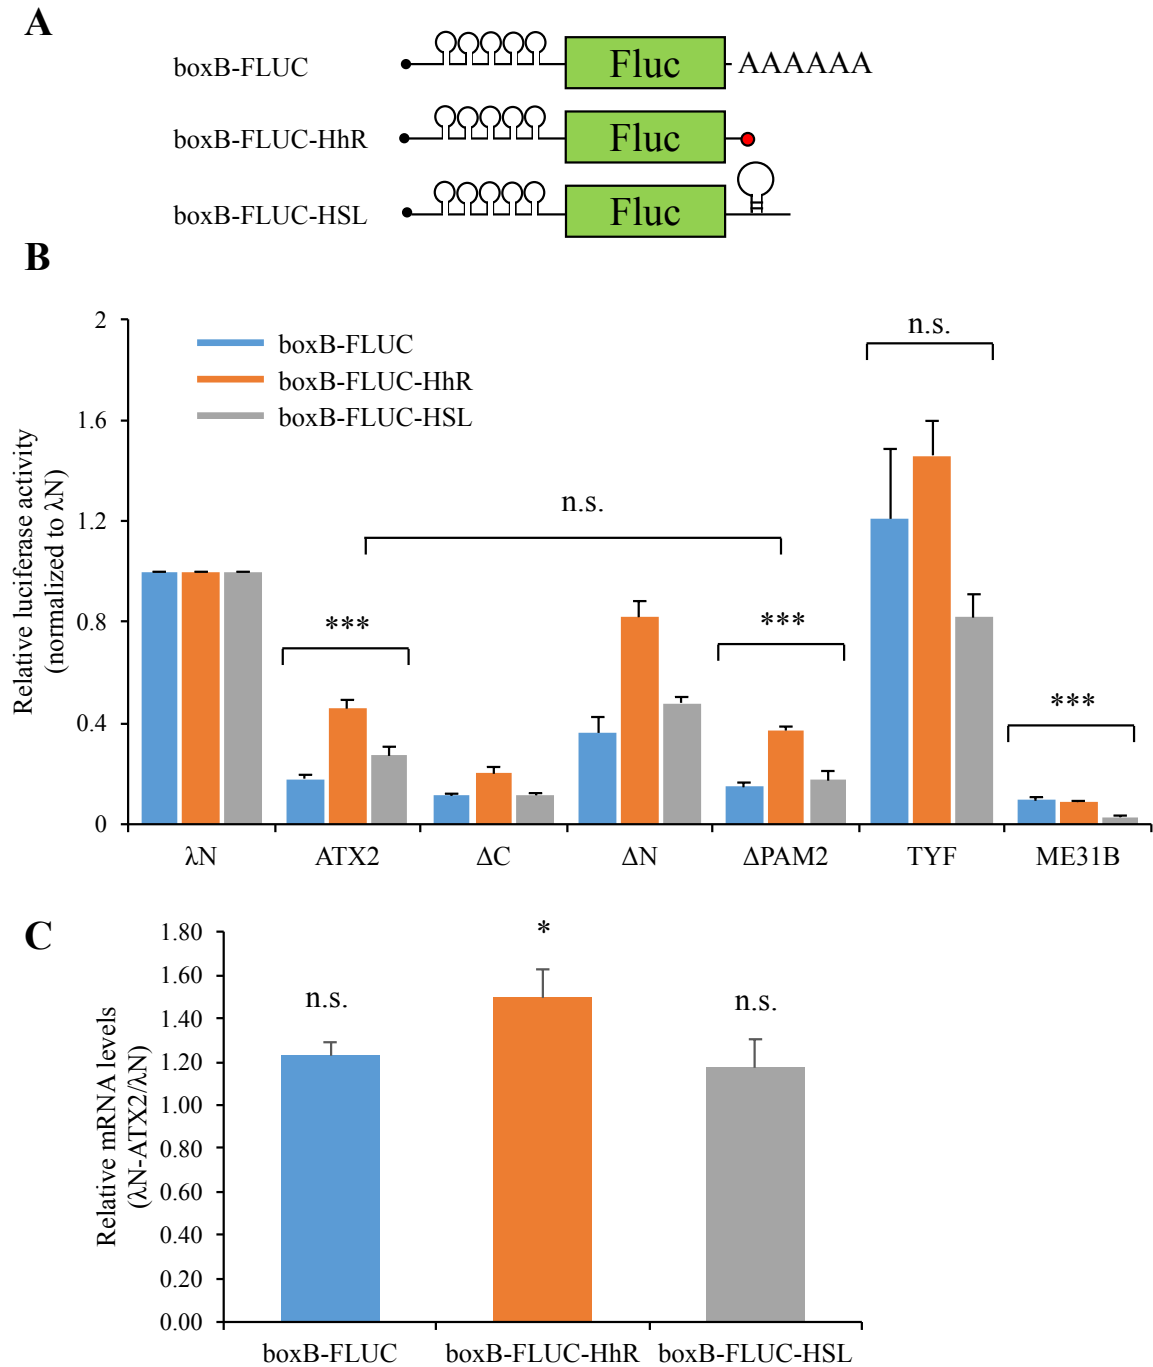 A
boxB-FLUC
Fluc
AAAAAA
boxB-FLUC-HhR
Fluc
boxB-FLUC-HSL
Fluc
B
Relative luciferase activity
(normalized to λN)
2
1.6
1.2
0.8
0.4
0
boxB-FLUC
boxB-FLUC-HhR
boxB-FLUC-HSL
n.s.
n.s.
***
***
***
λN
ATX2
ΔC
ΔN
ΔPAM2
TYF
ME31B
C
Relative mRNA levels
(λN-ATX2/λN)
1.80
1.60
1.40
1.20
1.00
0.80
0.60
0.40
0.20
0.00
n.s.
*
n.s.
boxB-FLUC
boxB-FLUC-HhR
boxB-FLUC-HSL